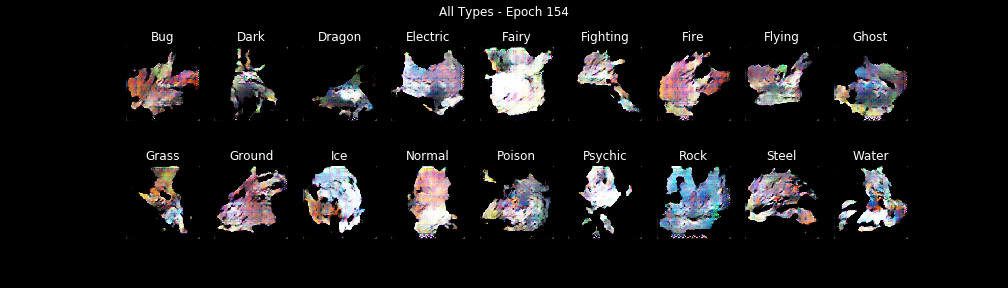 All Types - Epoch 154
Bug Dark Dragon Electric Fairy Fighting Fire Flying Ghost
Grass Ground Ice Normal Poison Psychic Rock Steel Water